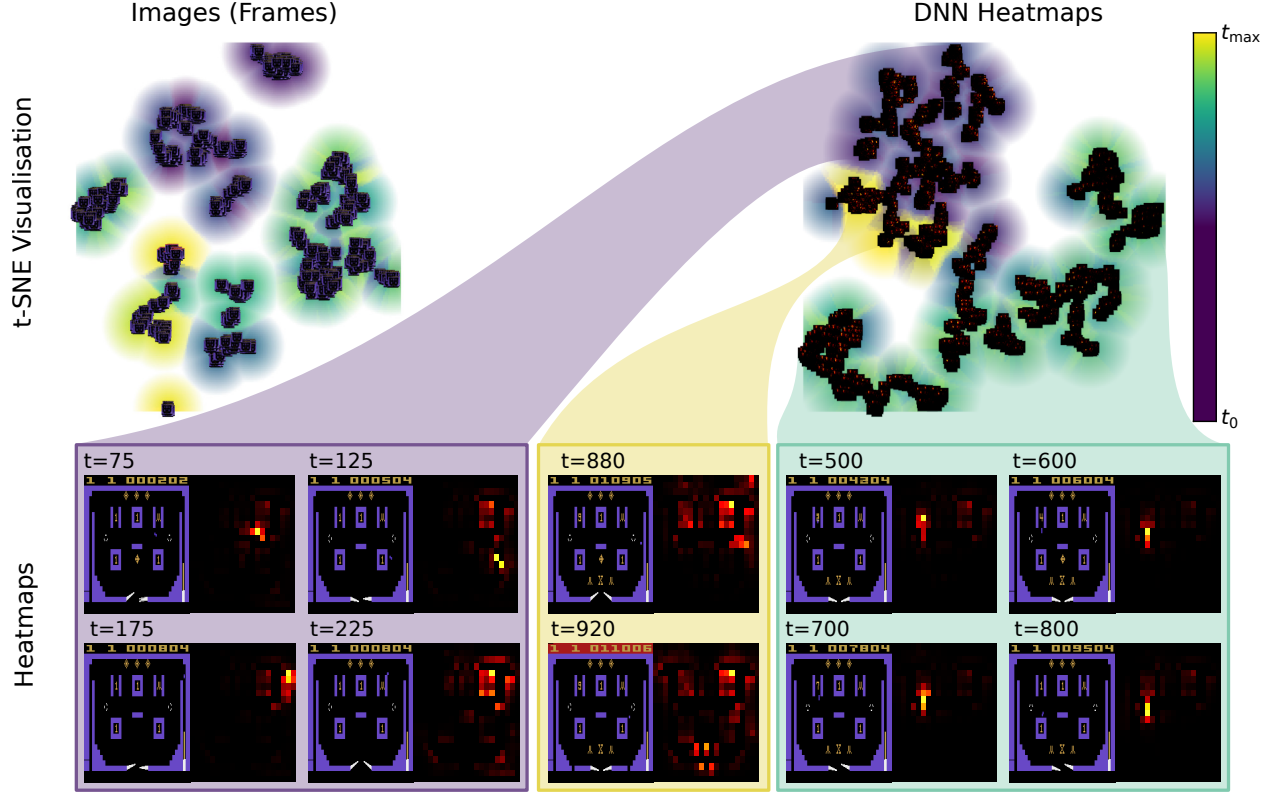 Images (Frames)
DNN Heatmaps
t-SNE Visualisation
t_max
t_0
Heatmaps
t=75
1 1 000202
t=125
1 1 000504
t=880
1 1 010905
t=500
1 1 004204
t=600
1 1 006004
t=175
1 1 000804
t=225
1 1 000804
t=920
1 1 011006
t=700
1 1 007804
t=800
1 1 009504